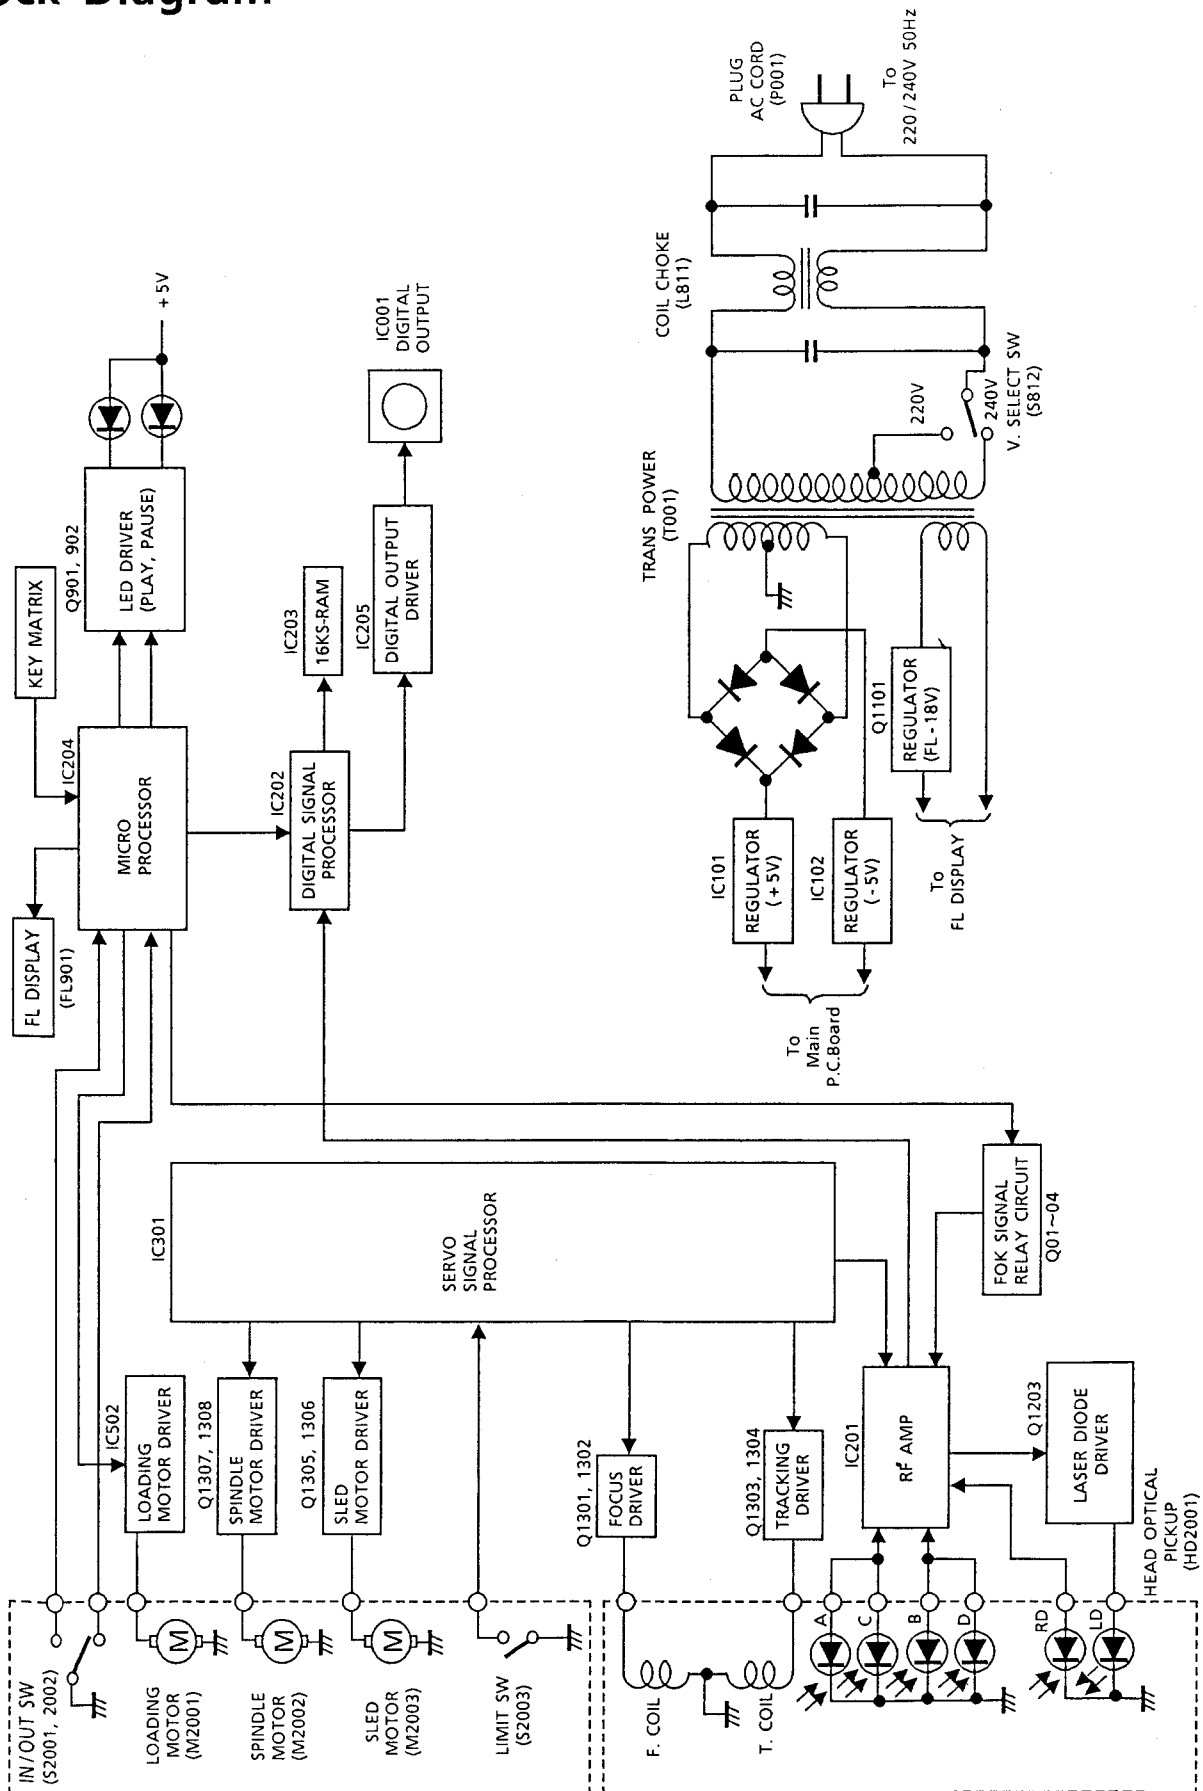 ock Diagram
PLUG
AC CORD
(P001)
To
220/240V 50Hz
COIL CHOKE
(L811)
220V
240V
V. SELECT SW
(S812)
TRANS POWER
(T001)
Q1101
REGULATOR
(FL-18V)
To
FL DISPLAY
IC101
REGULATOR
(+5V)
IC102
REGULATOR
(-5V)
To
Main
P.C.Board
+5V
Q901, 902
LED DRIVER
(PLAY, PAUSE)
KEY MATRIX
IC001
DIGITAL
OUTPUT
IC203
16KS-RAM
IC205
DIGITAL OUTPUT
DRIVER
IC204
MICRO
PROCESSOR
IC202
DIGITAL SIGNAL
PROCESSOR
FL DISPLAY
(FL901)
IC301
SERVO
SIGNAL
PROCESSOR
FOK SIGNAL
RELAY CIRCUIT
Q01~04
IC502
LOADING
MOTOR DRIVER
Q1307, 1308
SPINDLE
MOTOR DRIVER
Q1305, 1306
SLED
MOTOR DRIVER
Q1301, 1302
FOCUS
DRIVER
Q1303, 1304
TRACKING
DRIVER
IC201
RF AMP
Q1203
LASER DIODE
DRIVER
HEAD OPTICAL
PICKUP
(HD2001)
IN/OUT SW
(S2001, 2002)
M
LOADING
MOTOR
(M2001)
M
SPINDLE
MOTOR
(M2002)
M
SLED
MOTOR
(M2003)
LIMIT SW
(S2003)
F. COIL
T. COIL
A
C
B
D
RD
LD